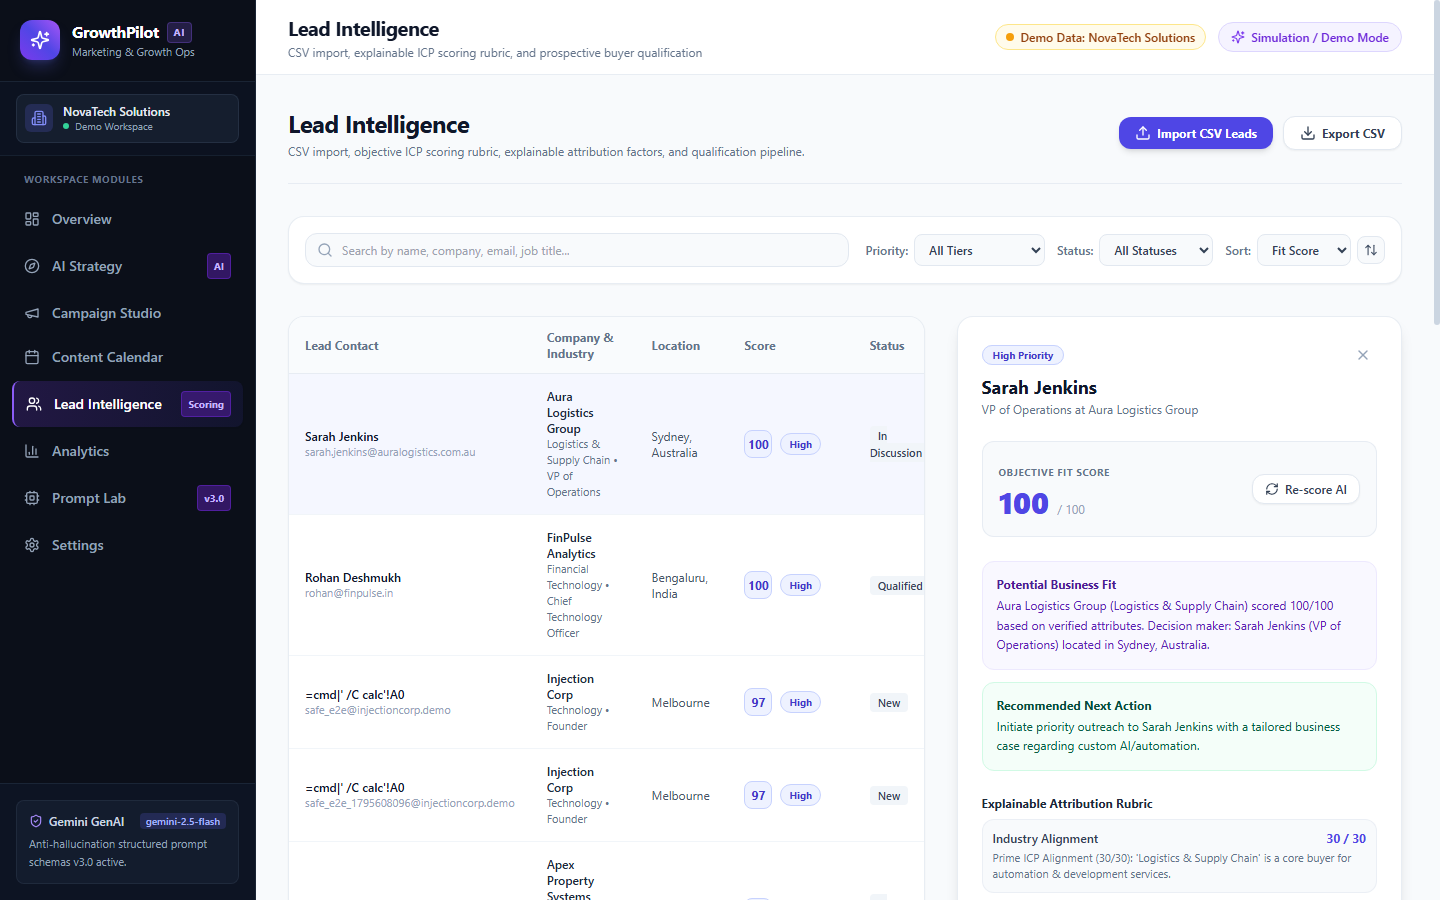 GrowthPilot AI
Marketing & Growth Ops
NovaTech Solutions
Demo Workspace
WORKSPACE MODULES
Overview
AI Strategy AI
Campaign Studio
Content Calendar
Lead Intelligence Scoring
Analytics
Prompt Lab v3.0
Settings
Gemini GenAI gemini-2.5-flash
Anti-hallucination structured prompt
schemas v3.0 active.
Lead Intelligence
CSV import, explainable ICP scoring rubric, and prospective buyer qualification
Demo Data: NovaTech Solutions
Simulation / Demo Mode
Lead Intelligence
CSV import, objective ICP scoring rubric, explainable attribution factors, and qualification pipeline.
Import CSV Leads
Export CSV
Search by name, company, email, job title...
Priority: All Tiers
Status: All Statuses
Sort: Fit Score
Lead Contact
Company &
Industry
Location
Score
Status
Sarah Jenkins
sarah.jenkins@auralogistics.com.au
Aura
Logistics
Group
Logistics &
Supply Chain •
VP of
Operations
Sydney,
Australia
100 High
In
Discussion
Rohan Deshmukh
rohan@finpulse.in
FinPulse
Analytics
Financial
Technology •
Chief
Technology
Officer
Bengaluru,
India
100 High
Qualified
=cmd|' /C calc'!A0
safe_e2e@injectioncorp.demo
Injection
Corp
Technology •
Founder
Melbourne
97 High
New
=cmd|' /C calc'!A0
safe_e2e_1795608096@injectioncorp.demo
Injection
Corp
Technology •
Founder
Melbourne
97 High
New
Apex
Property
Systems
High Priority
Sarah Jenkins
VP of Operations at Aura Logistics Group
OBJECTIVE FIT SCORE
100 / 100
Re-score AI
Potential Business Fit
Aura Logistics Group (Logistics & Supply Chain) scored 100/100
based on verified attributes. Decision maker: Sarah Jenkins (VP of
Operations) located in Sydney, Australia.
Recommended Next Action
Initiate priority outreach to Sarah Jenkins with a tailored business
case regarding custom AI/automation.
Explainable Attribution Rubric
Industry Alignment 30 / 30
Prime ICP Alignment (30/30): 'Logistics & Supply Chain' is a core buyer for
automation & development services.